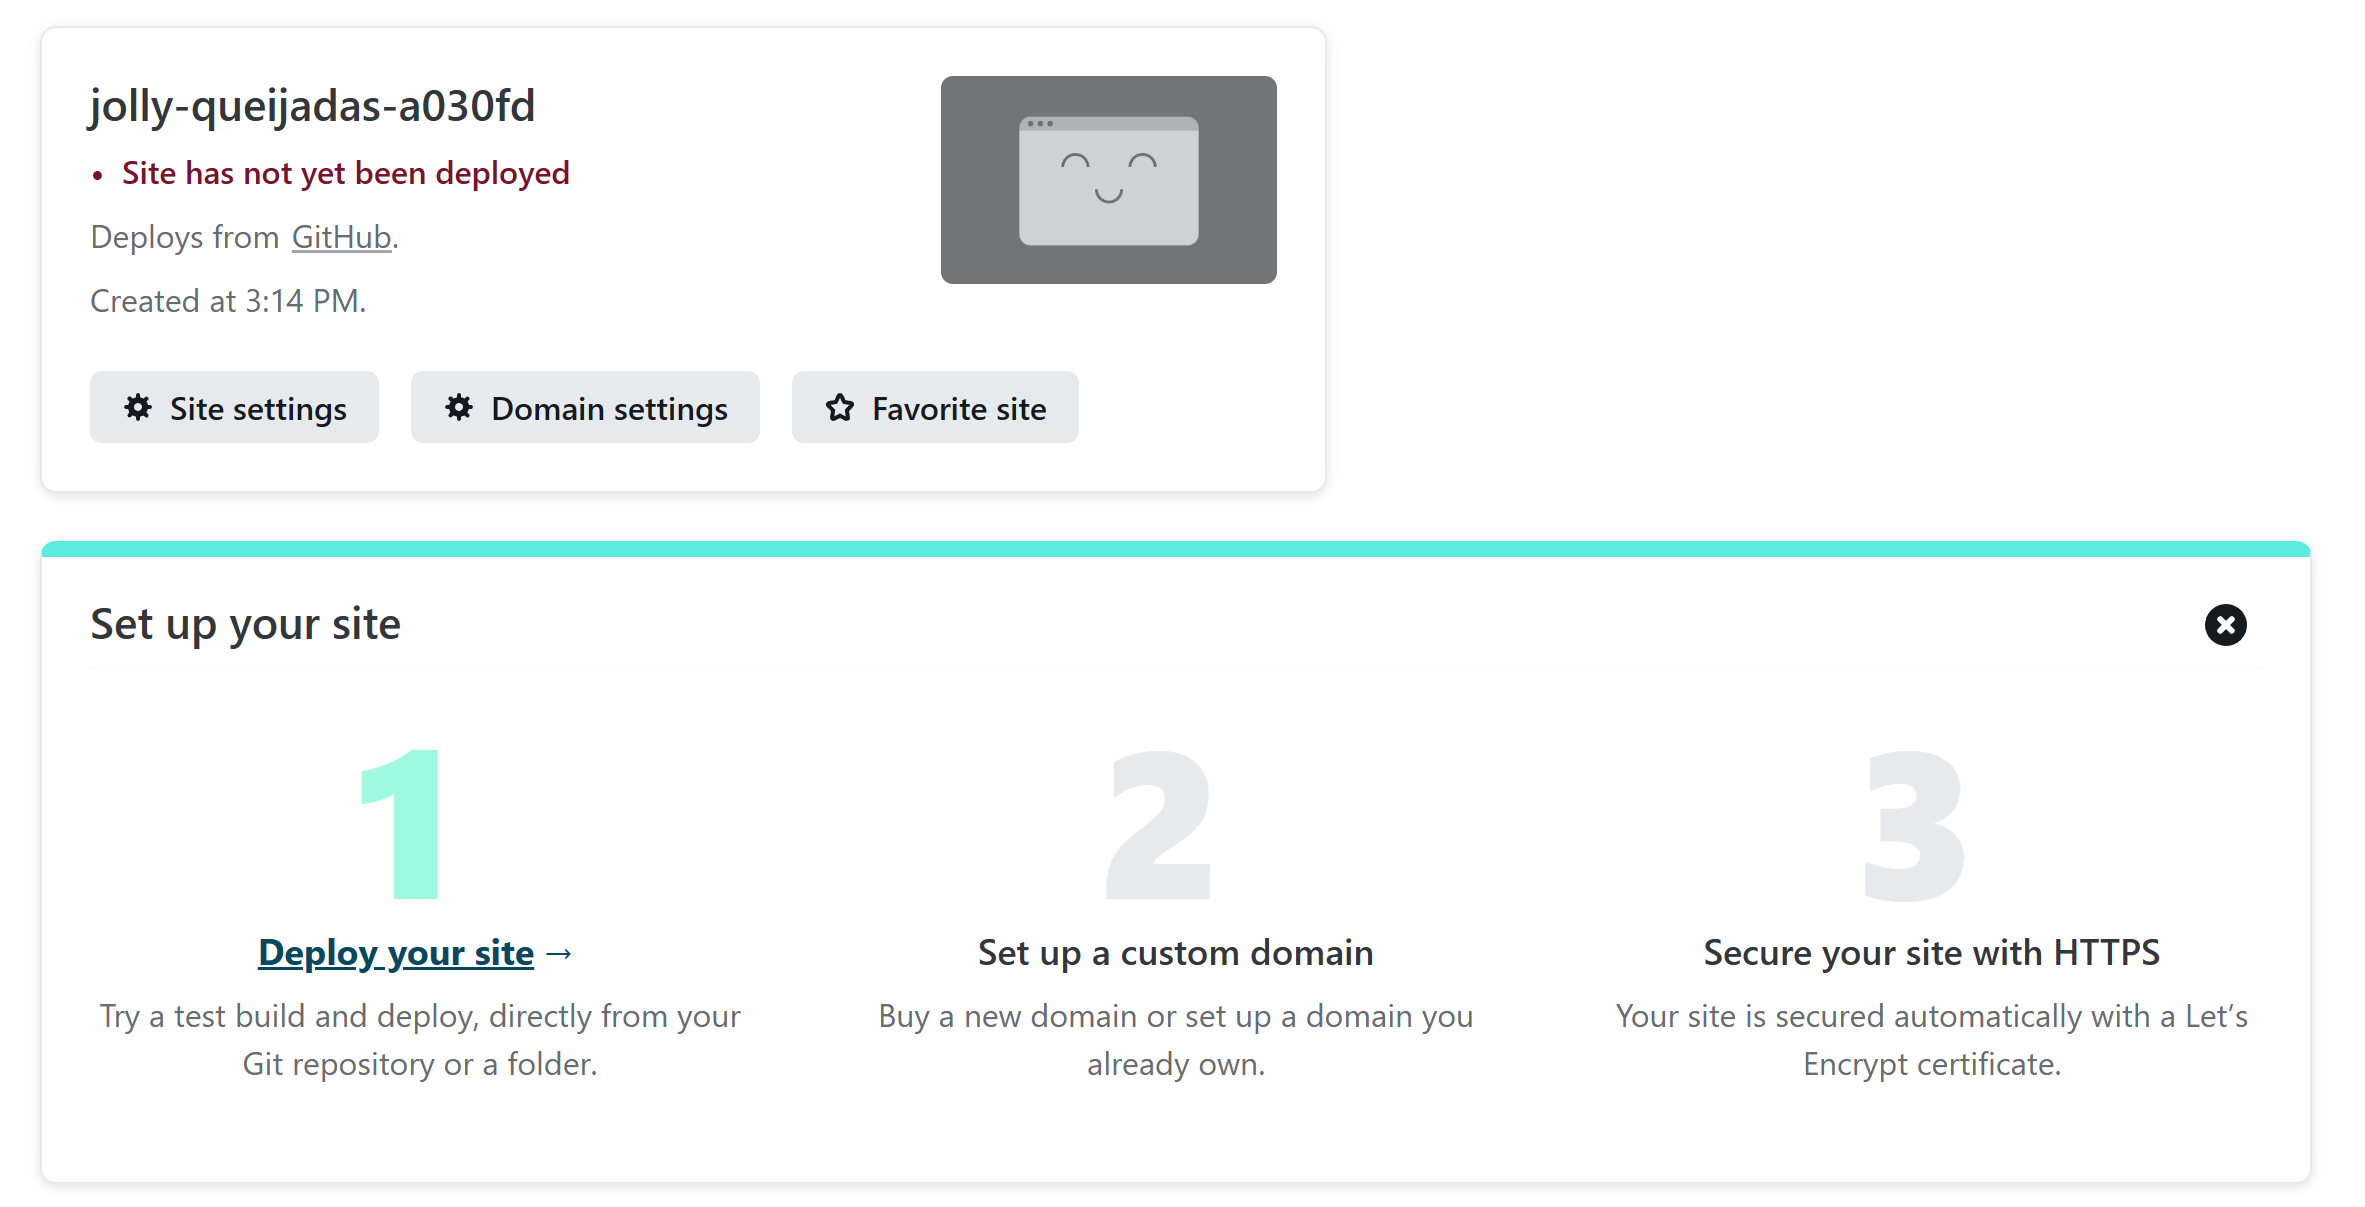 jolly-queijadas-a030fd
• Site has not yet been deployed
Deploys from GitHub.
Created at 3:14 PM.
Site settings
Domain settings
Favorite site
Set up your site
1
Deploy your site →
Try a test build and deploy, directly from your
Git repository or a folder.
2
Set up a custom domain
Buy a new domain or set up a domain you
already own.
3
Secure your site with HTTPS
Your site is secured automatically with a Let’s
Encrypt certificate.